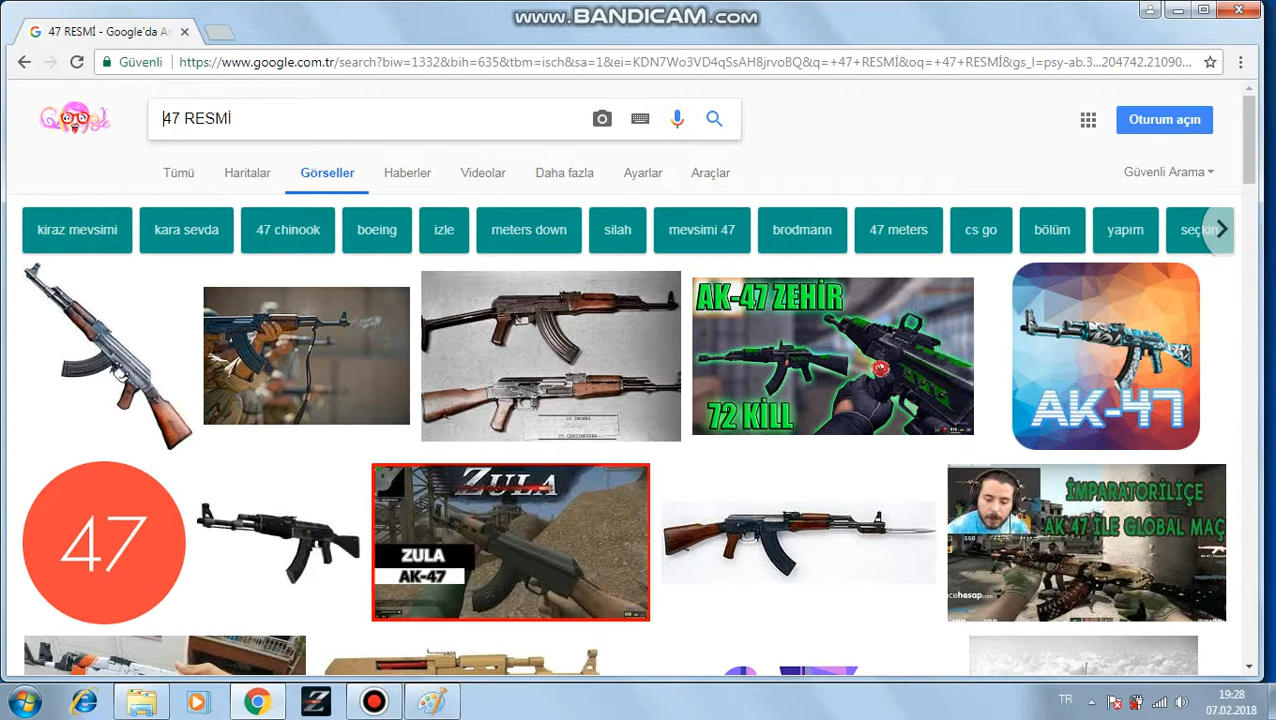 www.BANDICAM.com
47 RESMİ - Google'da A
Güvenli
https://www.google.com.tr/search?biw=1332&bih=635&tbm=isch&sa=1&ei=KDN7Wo3VD4qSsAH8jrvoBQ&q=+47+RESMİ&oq=+47+RESMİ&gs_l=psy-ab.3...204742.21090...
47 RESMİ
Oturum açın
Tümü Haritalar Görseller Haberler Videolar Daha fazla Ayarlar Araçlar Güvenli Arama
kiraz mevsimi kara sevda 47 chinook boeing izle meters down silah mevsimi 47 brodmann 47 meters cs go bölüm yapım seçkin
AK-47 ZEHİR
72 KİLL
AK-47
47
ZULA
ZULA
AK-47
İMPARATORİLİÇE
AK 47 İLE GLOBAL MAÇ
acehesap.com
TR
19:28
07.02.2018